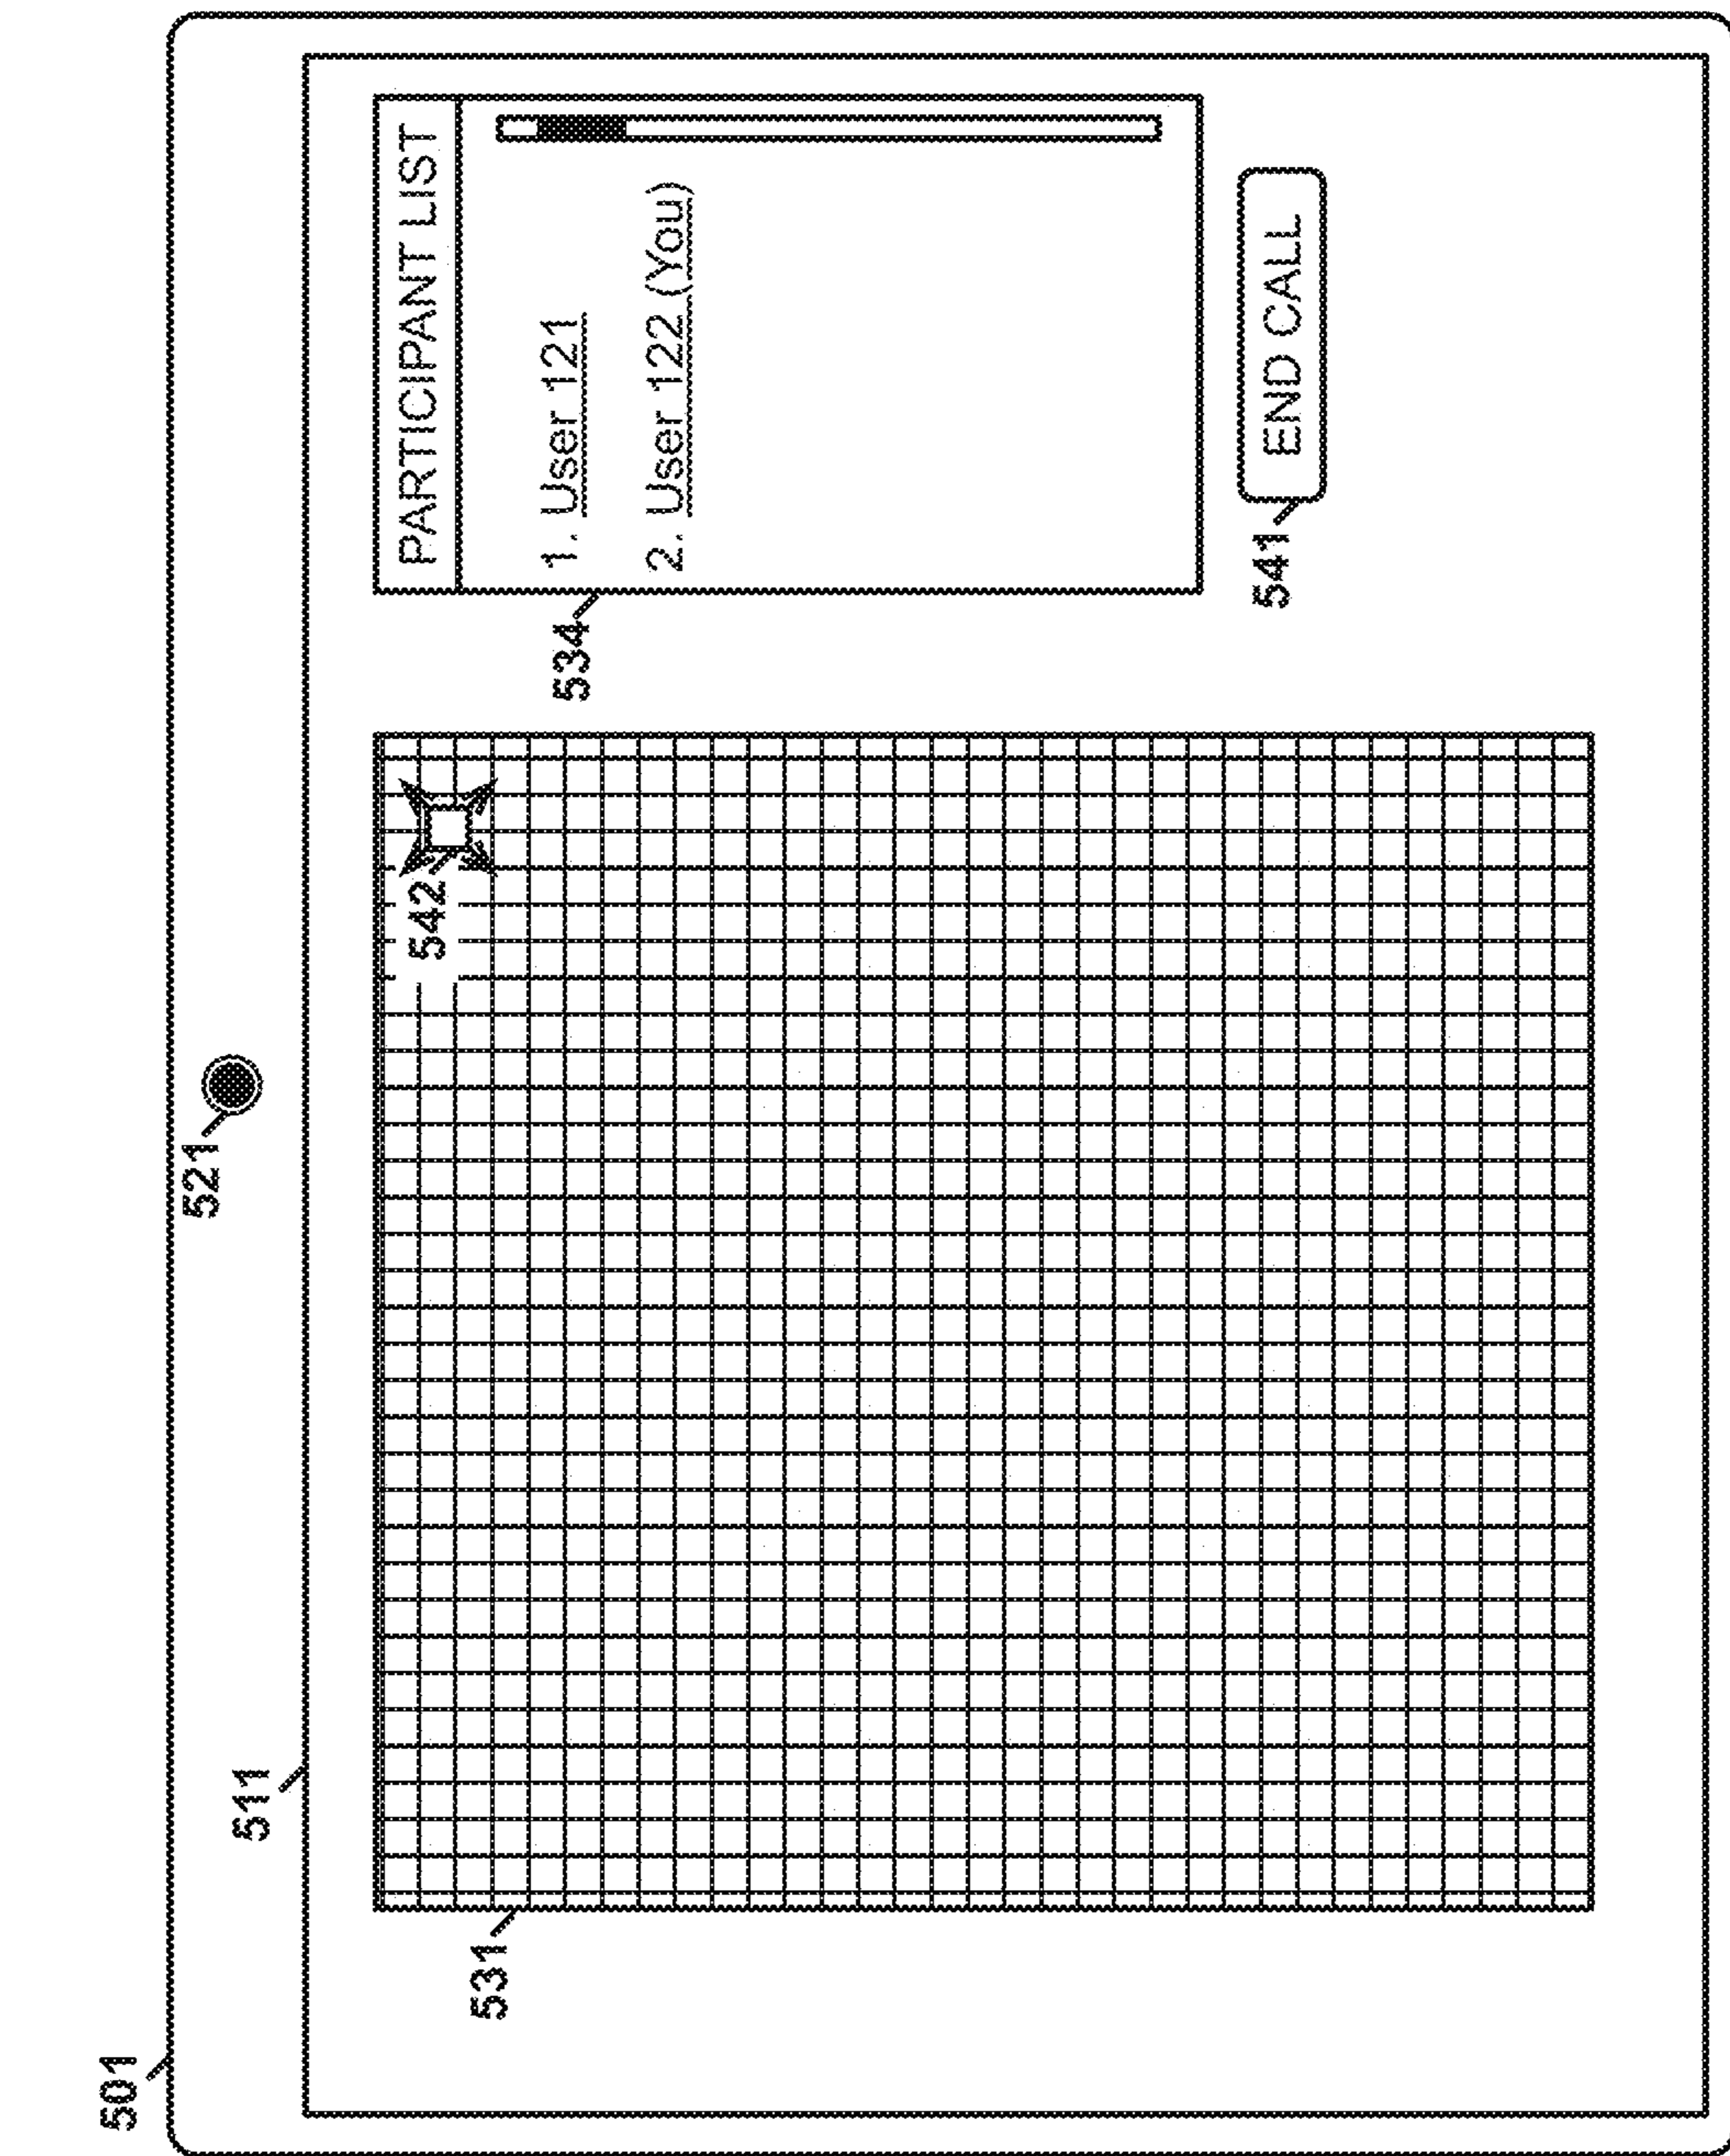 501
511
521
531
542
534
PARTICIPANT LIST
1. User 121
2. User 122 (You)
541
END CALL